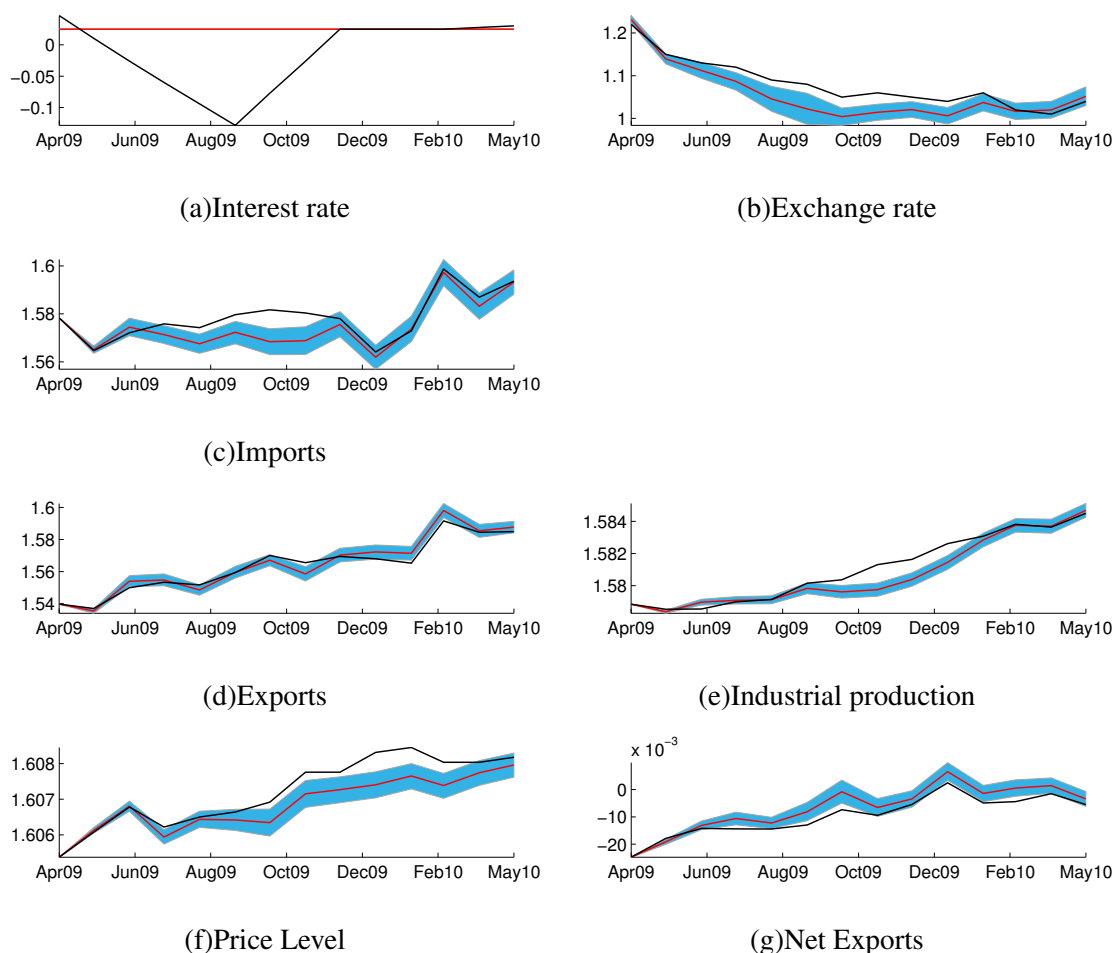 0
−0.05
−0.1
Apr09 Jun09 Aug09 Oct09 Dec09 Feb10 May10
(a)Interest rate
1.2
1.1
1
Apr09 Jun09 Aug09 Oct09 Dec09 Feb10 May10
(b)Exchange rate
1.6
1.58
1.56
Apr09 Jun09 Aug09 Oct09 Dec09 Feb10 May10
(c)Imports
1.6
1.58
1.56
1.54
Apr09 Jun09 Aug09 Oct09 Dec09 Feb10 May10
(d)Exports
1.584
1.582
1.58
Apr09 Jun09 Aug09 Oct09 Dec09 Feb10 May10
(e)Industrial production
1.608
1.607
1.606
Apr09 Jun09 Aug09 Oct09 Dec09 Feb10 May10
(f)Price Level
x 10⁻³
0
−10
−20
Apr09 Jun09 Aug09 Oct09 Dec09 Feb10 May10
(g)Net Exports